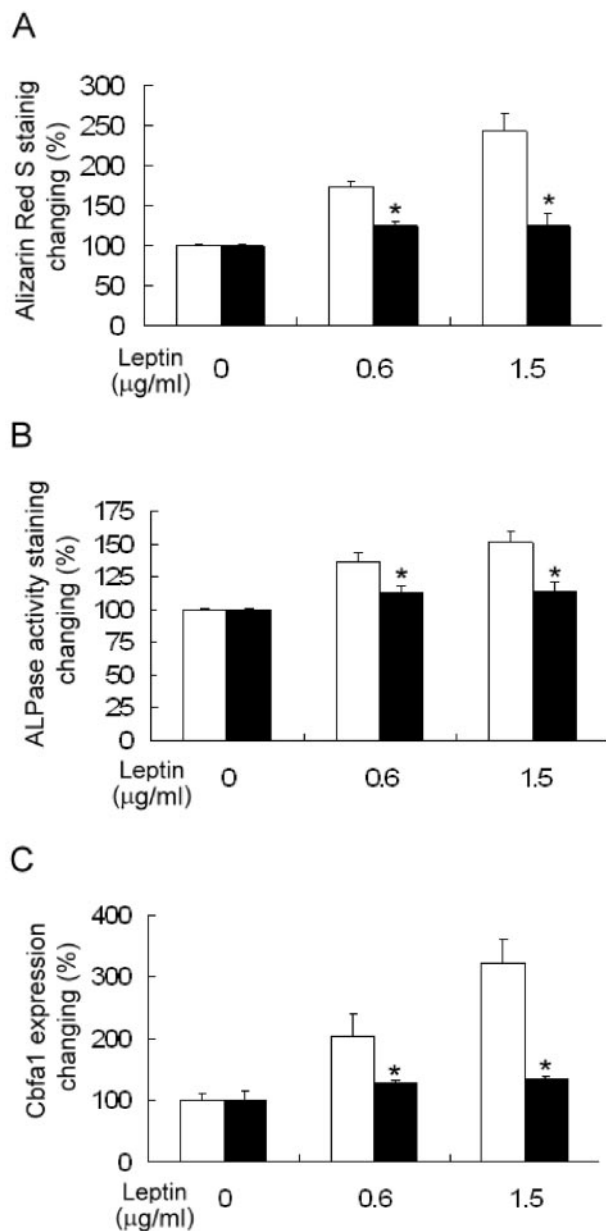 A
Alizarin Red S stainig
changing (%)
300
250
200
150
100
50
0
*
*
Leptin
(μg/ml)
0
0.6
1.5
B
ALPase activity staining
changing (%)
175
150
125
100
75
50
25
0
*
*
Leptin
(μg/ml)
0
0.6
1.5
C
Cbfa1 expression
changing (%)
400
300
200
100
0
*
*
Leptin
(μg/ml)
0
0.6
1.5